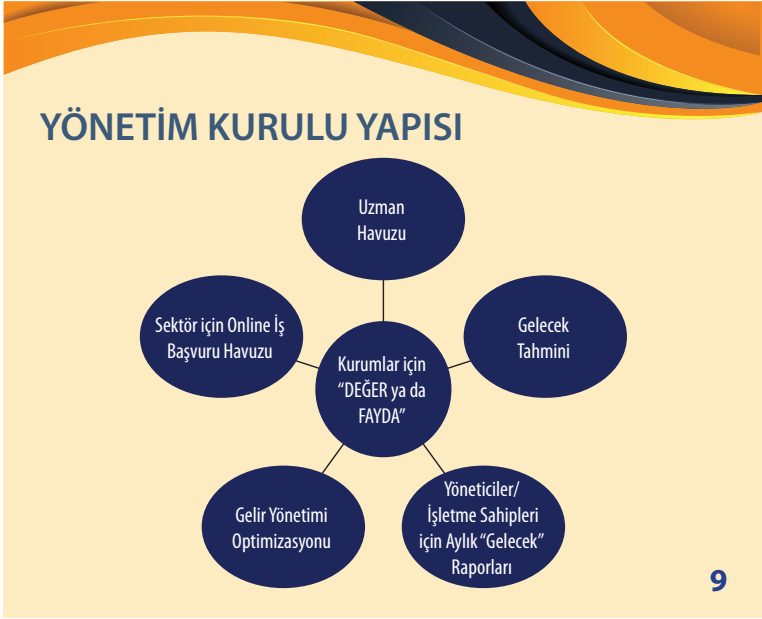 YÖNETİM KURULU YAPISI
Uzman
Havuzu
Sektör için Online İş
Başvuru Havuzu
Gelecek
Tahmini
Kurumlar için
“DEĞER ya da
FAYDA”
Gelir Yönetimi
Optimizasyonu
Yöneticiler/
İşletme Sahipleri
için Aylık “Gelecek”
Raporları
9